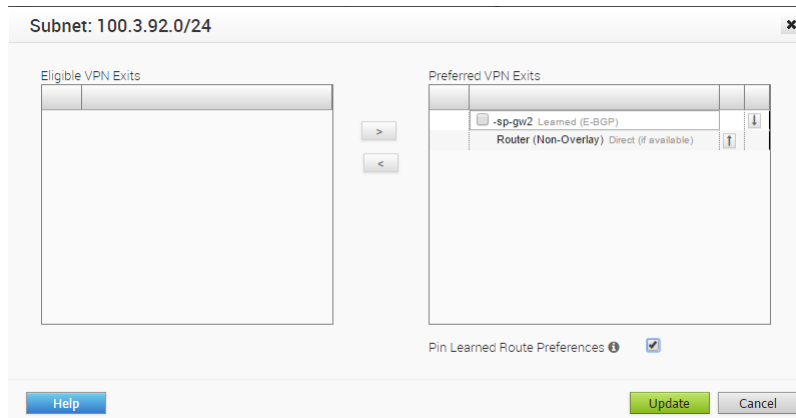 Subnet: 100.3.92.0/24
Eligible VPN Exits
Preferred VPN Exits
-sp-gw2 Learned (E-BGP)
Router (Non-Overlay) Direct (if available)
>
<
Pin Learned Route Preferences
Help
Update
Cancel